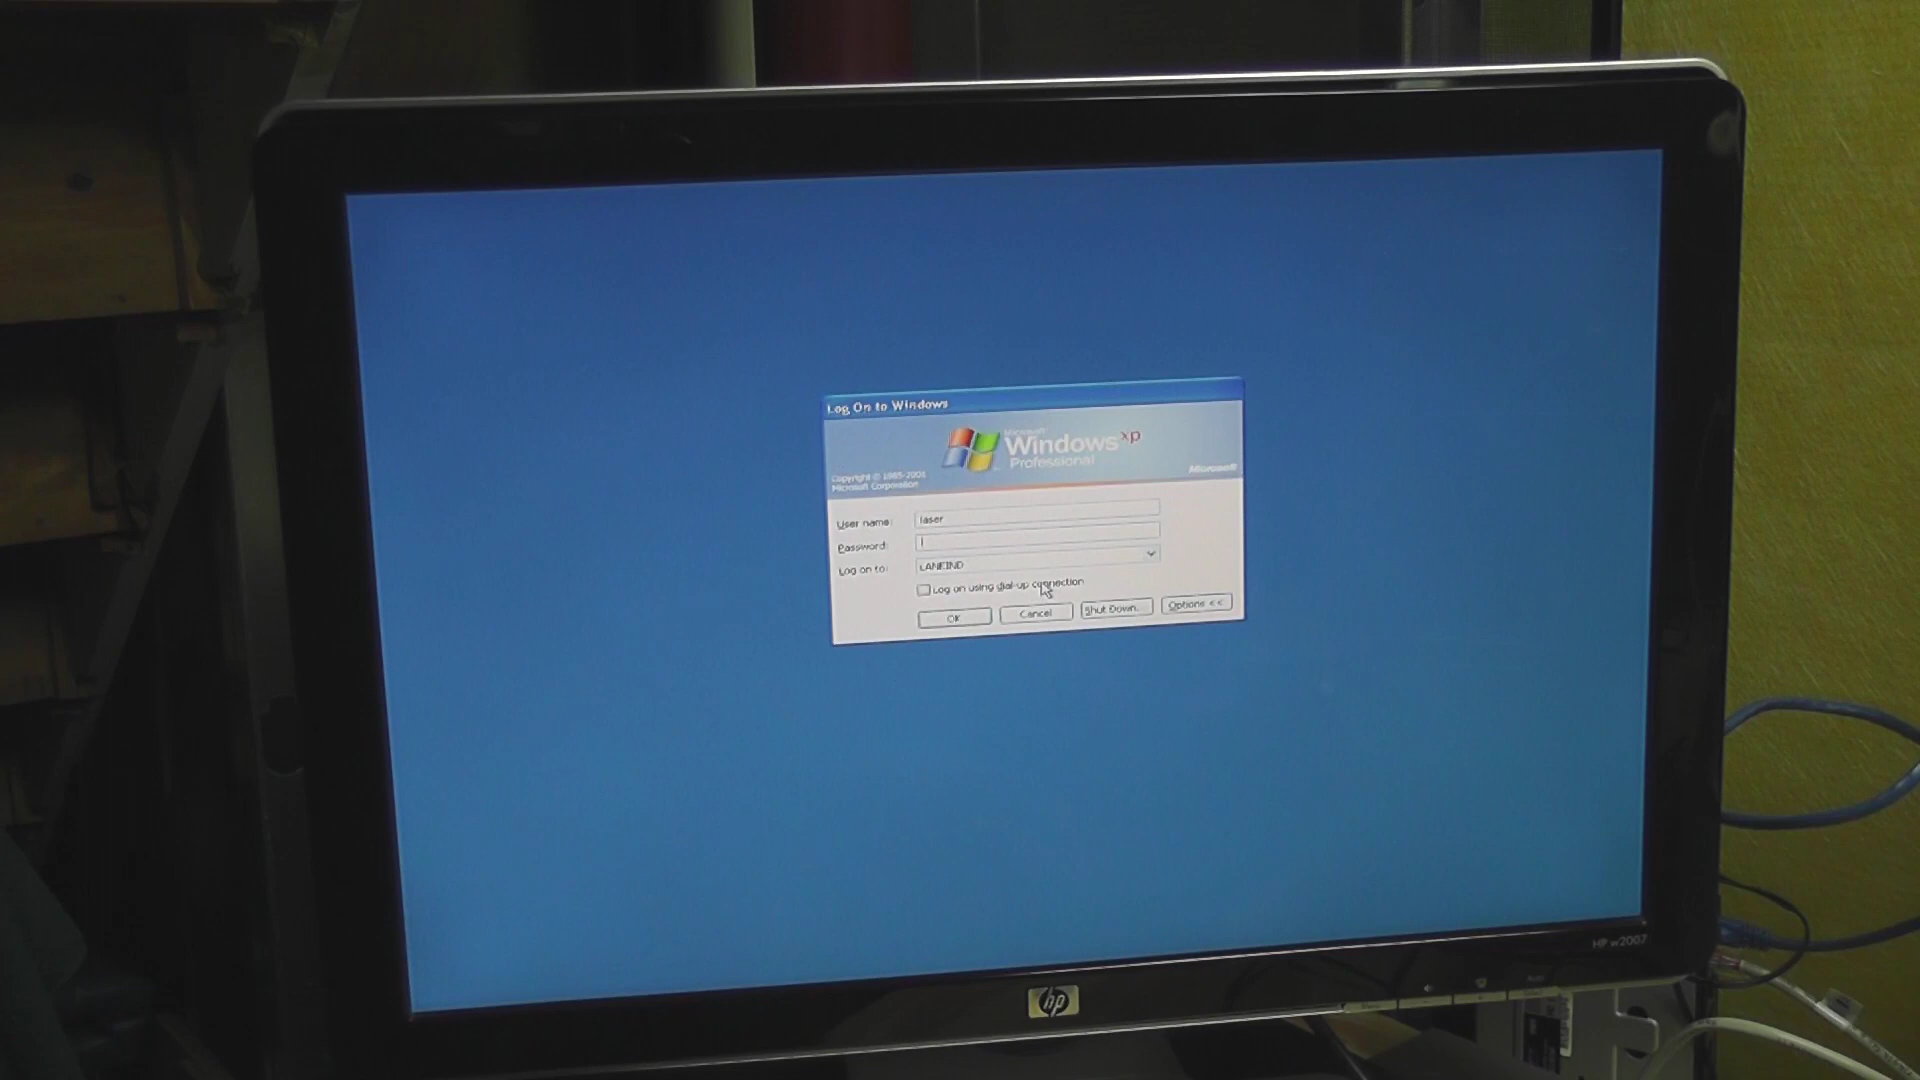 Log On to Windows
Microsoft
Windows xp
Professional
Copyright © 1985-2001
Microsoft Corporation
Microsoft
User name: laser
Password:
Log on to: LANEIND
Log on using dial-up connection
OK Cancel Shut Down... Options <<
HP w2007
hp